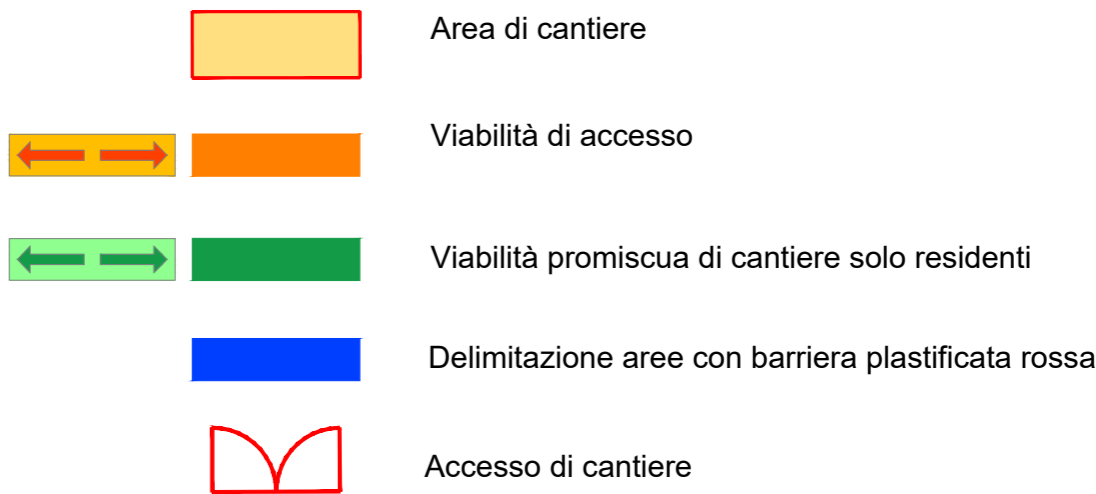 Area di cantiere
Viabilità di accesso
Viabilità promiscua di cantiere solo residenti
Delimitazione aree con barriera plastificata rossa
Accesso di cantiere